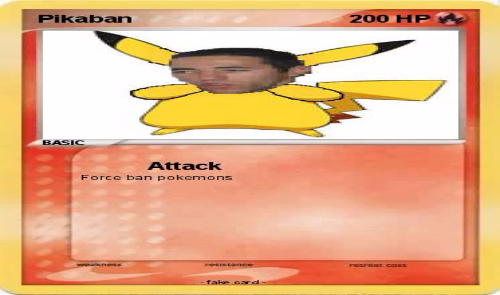 Pikaban 200 HP
BASIC
Attack
Force ban pokemons
weakness resistance retreat cost
- fake card -